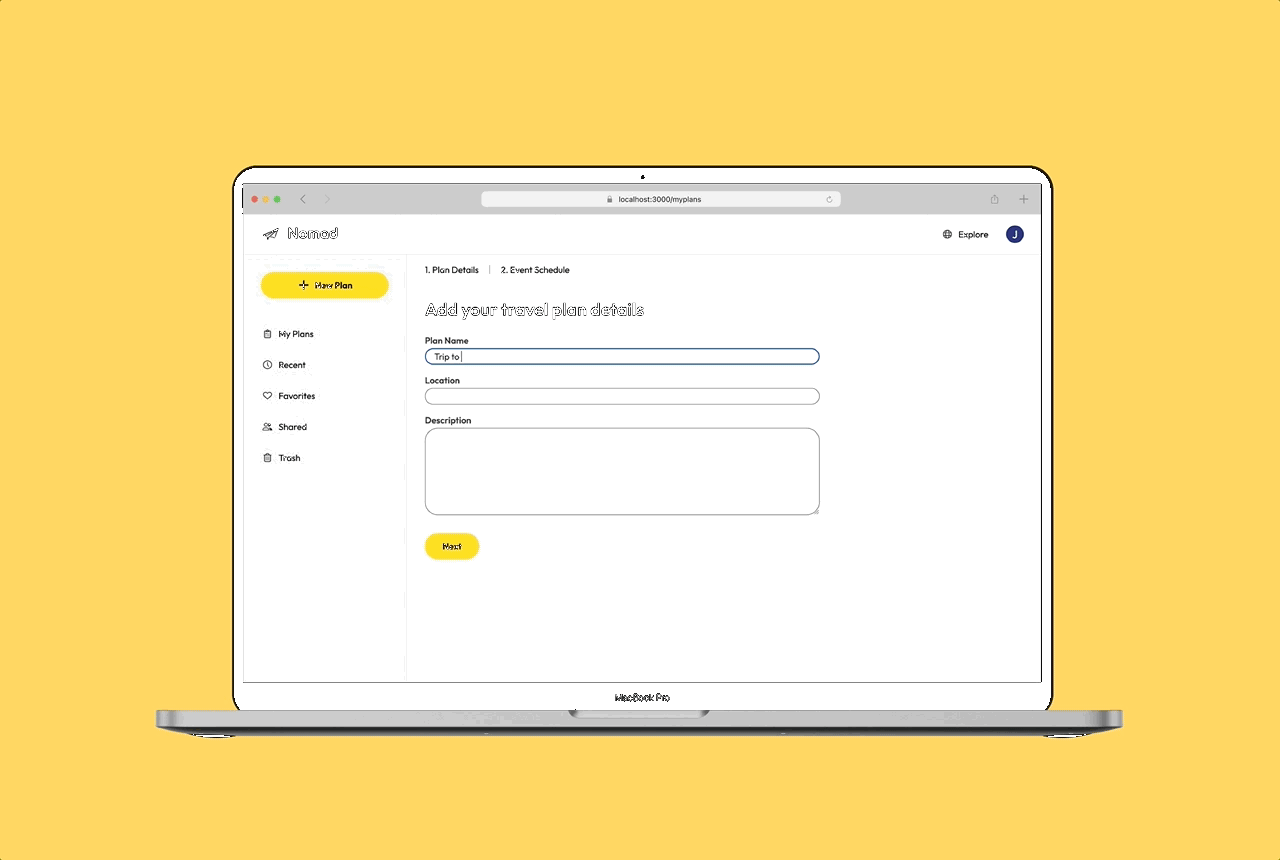 localhost:3000/myplans
Nomad
Explore
J
New Plan
1. Plan Details | 2. Event Schedule
Add your travel plan details
Plan Name
Trip to
My Plans
Recent
Location
Favorites
Description
Shared
Trash
Next
MacBook Pro